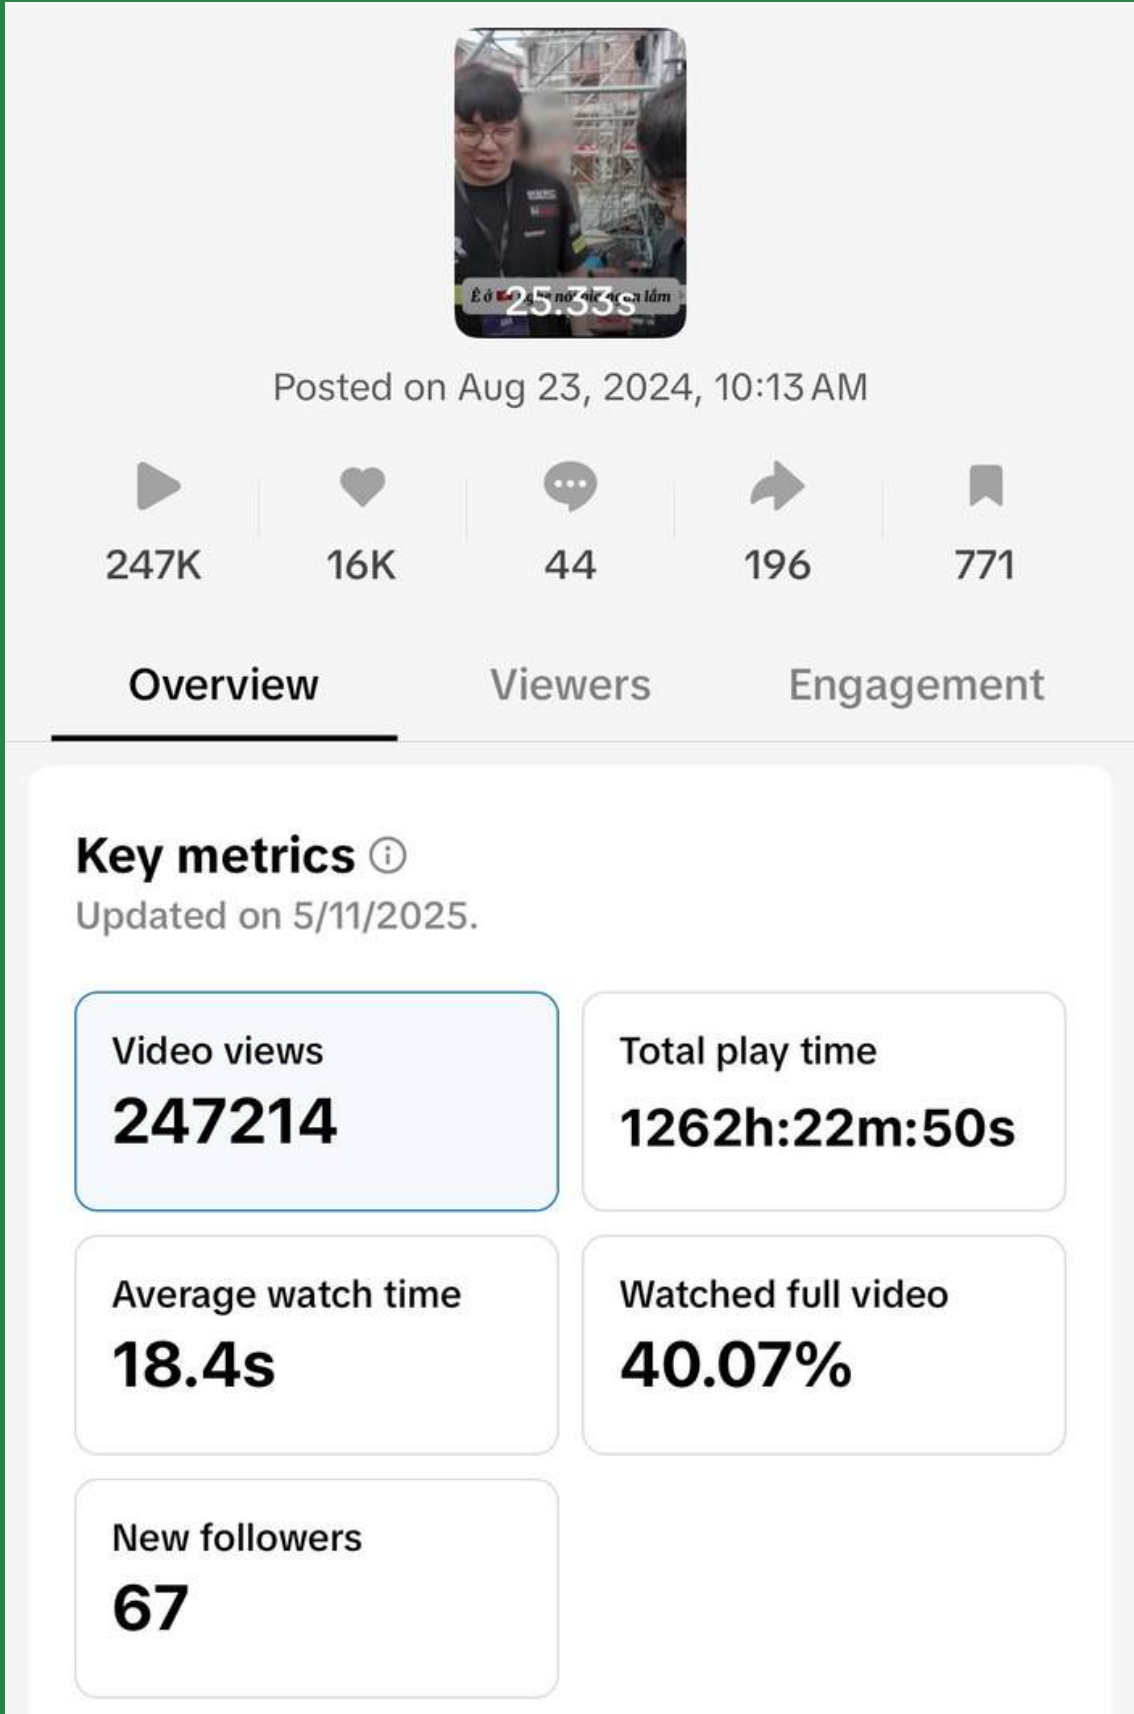 Ê ở
lắm
25.33s
Posted on Aug 23, 2024, 10:13 AM
247K 16K 44 196 771
Overview Viewers Engagement
Key metrics
Updated on 5/11/2025.
Video views Total play time
247214 1262h:22m:50s
Average watch time Watched full video
18.4s 40.07%
New followers
67